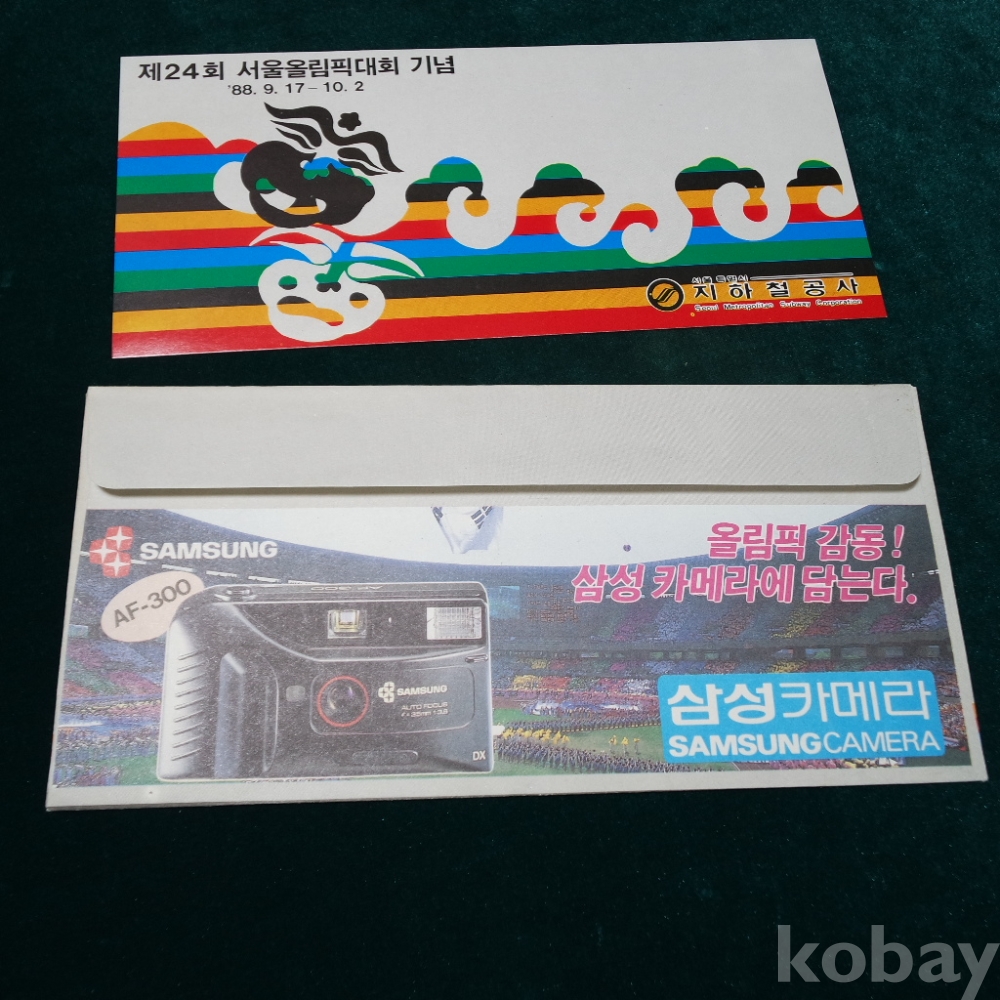 제24회 서울올림픽대회 기념
'88. 9. 17 – 10. 2
서울특별시
지하철공사
Seoul Metropolitan Subway Corporation
SAMSUNG
AF-300
올림픽 감동!
삼성 카메라에 담는다.
SAMSUNG
AUTO FOCUS
DX
삼성카메라
SAMSUNGCAMERA
kobay